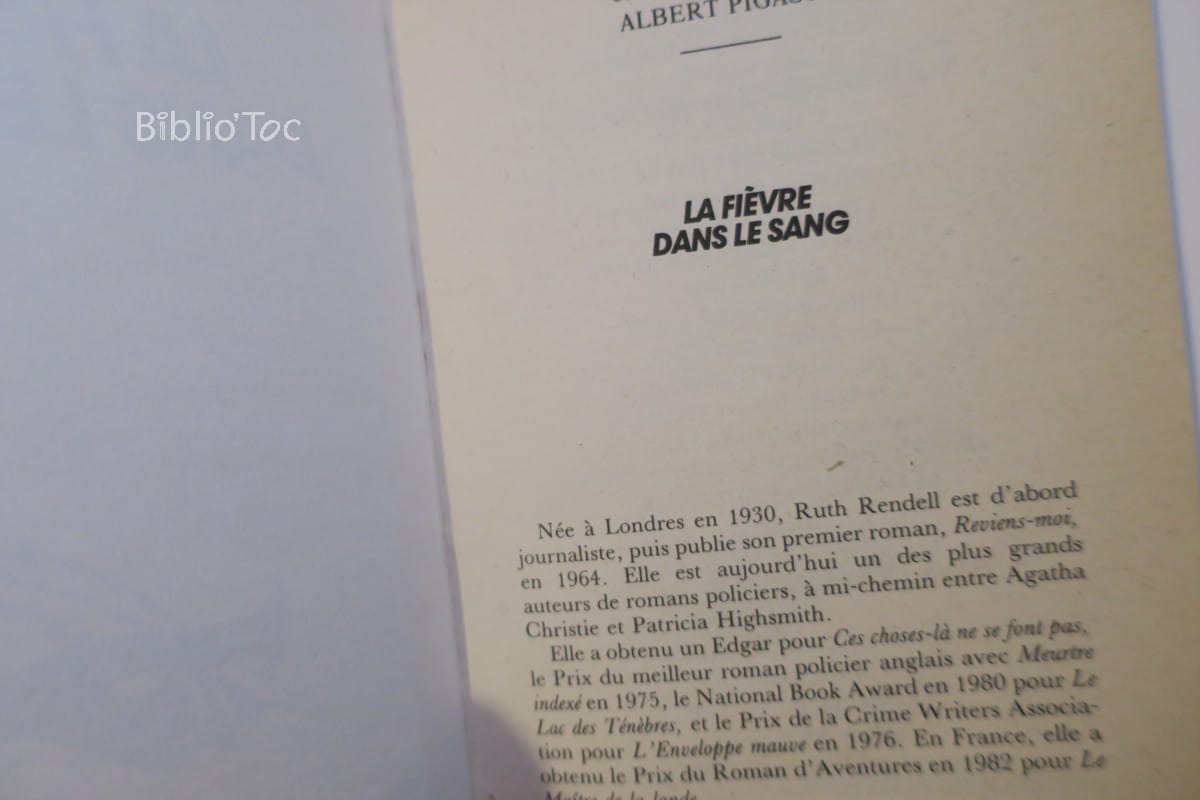 ALBERT
Biblio'Toc
LA FIÈVRE
DANS LE SANG
Née à Londres en 1930, Ruth Rendell est d'abord
journaliste, puis publie son premier roman, Reviens-moi,
en 1964. Elle est aujourd'hui un des plus grands
auteurs de romans policiers, à mi-chemin entre Agatha
Christie et Patricia Highsmith.
Elle a obtenu un Edgar pour Ces choses-là ne se font pas,
le Prix du meilleur roman policier anglais avec Meurtre
indexé en 1975, le National Book Award en 1980 pour Le
Lac des Ténèbres, et le Prix de la Crime Writers Associa-
tion pour L'Enveloppe mauve en 1976. En France, elle a
obtenu le Prix du Roman d'Aventures en 1982 pour Le
Maître de la lande